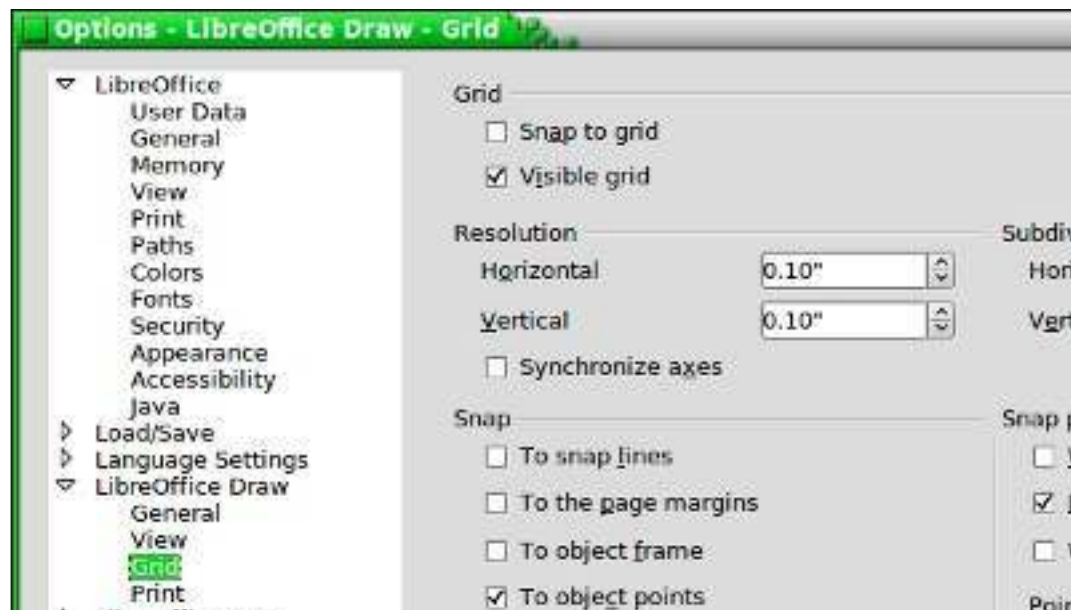 Options - LibreOffice Draw - Grid
LibreOffice
User Data
General
Memory
View
Print
Paths
Colors
Fonts
Security
Appearance
Accessibility
Java
Load/Save
Language Settings
LibreOffice Draw
General
View
Grid
Print
Grid
Snap to grid
Visible grid
Resolution
Horizontal 0.10"
Vertical 0.10"
Synchronize axes
Snap
To snap lines
To the page margins
To object frame
To object points
Snap